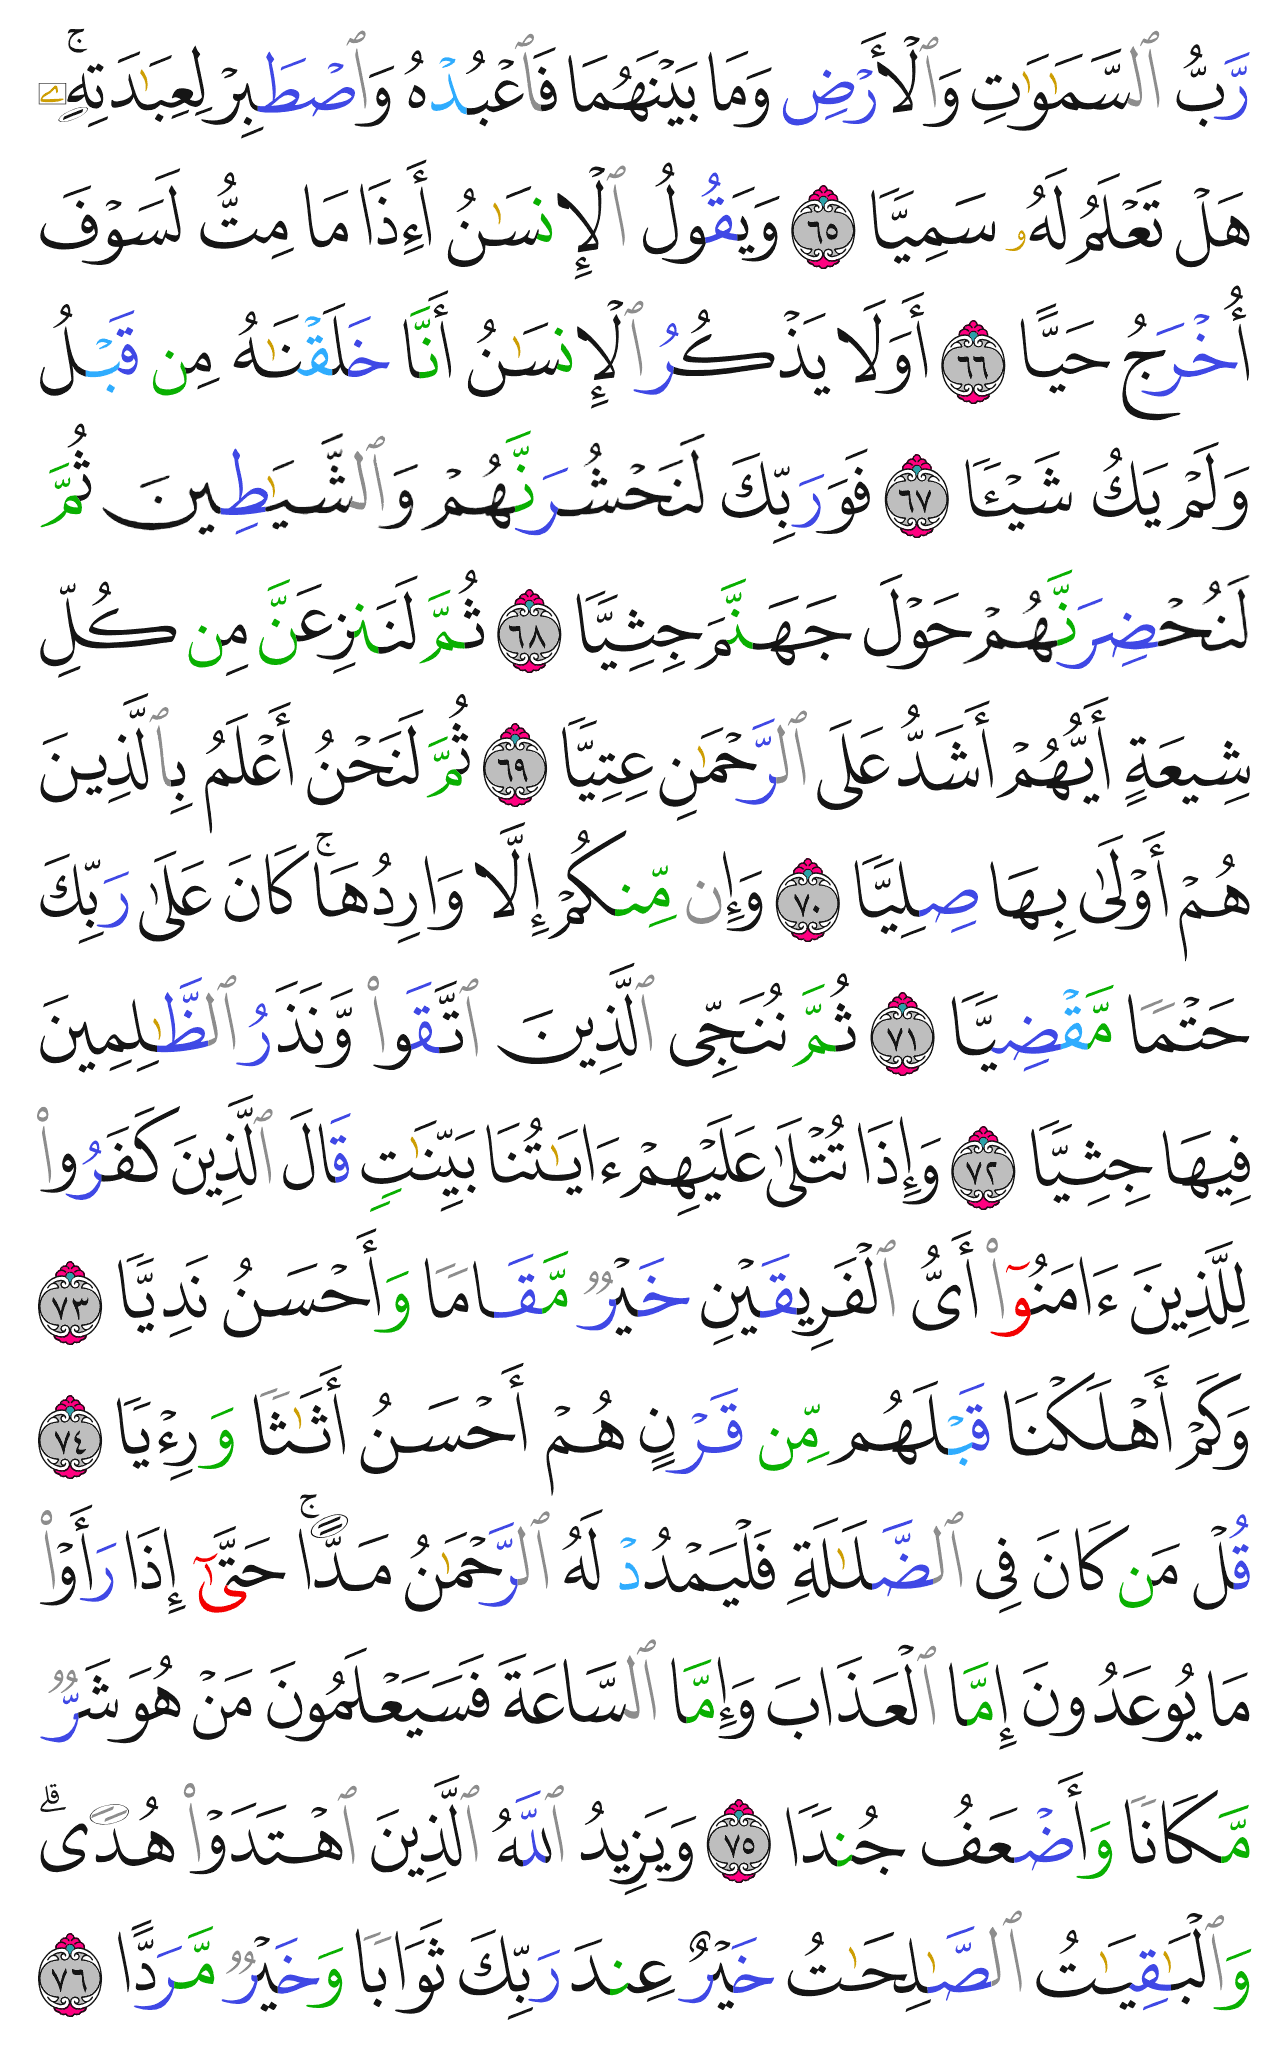 رَّبُّ ٱلسَّمَـٰوَٰتِ وَٱلۡأَرۡضِ وَمَا بَيۡنَهُمَا فَٱعۡبُدۡهُ وَٱصۡطَبِرۡ لِعِبَـٰدَتِهِۦۚ
هَلۡ تَعۡلَمُ لَهُۥ سَمِيࣰّا ٦٥ وَيَقُولُ ٱلۡإِنسَـٰنُ أَءِذَا مَا مِتُّ لَسَوۡفَ
أُخۡرَجُ حَيًّا ٦٦ أَوَلَا يَذۡكُرُ ٱلۡإِنسَـٰنُ أَنَّا خَلَقۡنَـٰهُ مِن قَبۡلُ
وَلَمۡ يَكُ شَيۡـࣰٔا ٦٧ فَوَرَبِّكَ لَنَحۡشُرَنَّهُمۡ وَٱلشَّيَـٰطِينَ ثُمَّ
لَنُحۡضِرَنَّهُمۡ حَوۡلَ جَهَنَّمَ جِثِيࣰّا ٦٨ ثُمَّ لَنَنزِعَنَّ مِن كُلِّ
شِيعَةٍ أَيُّهُمۡ أَشَدُّ عَلَى ٱلرَّحۡمَـٰنِ عِتِيࣰّا ٦٩ ثُمَّ لَنَحۡنُ أَعۡلَمُ بِٱلَّذِينَ
هُمۡ أَوۡلَىٰ بِهَا صِلِيࣰّا ٧٠ وَإِن مِّنكُمۡ إِلَّا وَارِدُهَاۚ كَانَ عَلَىٰ رَبِّكَ
حَتۡمࣰا مَّقۡضِيࣰّا ٧١ ثُمَّ نُنَجِّی ٱلَّذِينَ ٱتَّقَوا۟ وَّنَذَرُ ٱلظَّـٰلِمِينَ
فِيهَا جِثِيࣰّا ٧٢ وَإِذَا تُتۡلَىٰ عَلَيۡهِمۡ ءَايَـٰتُنَا بَيِّنَـٰتࣲ قَالَ ٱلَّذِينَ كَفَرُوا۟
لِلَّذِينَ ءَامَنُوٓا۟ أَیُّ ٱلۡفَرِيقَيۡنِ خَيۡرࣱ مَّقَامࣰا وَأَحۡسَنُ نَدِيࣰّا ٧٣
وَكَمۡ أَهۡلَكۡنَا قَبۡلَهُم مِّن قَرۡنٍ هُمۡ أَحۡسَنُ أَثَـٰثࣰا وَرِءۡيࣰا ٧٤
قُلۡ مَن كَانَ فِی ٱلضَّلَـٰلَةِ فَلۡيَمۡدُدۡ لَهُ ٱلرَّحۡمَـٰنُ مَدًّاۚ حَتَّىٰٓ إِذَا رَأَوۡا۟
مَا يُوعَدُونَ إِمَّا ٱلۡعَذَابَ وَإِمَّا ٱلسَّاعَةَ فَسَيَعۡلَمُونَ مَنۡ هُوَ شَرࣱّ
مَّكَانࣰا وَأَضۡعَفُ جُندࣰا ٧٥ وَيَزِيدُ ٱللَّهُ ٱلَّذِينَ ٱهۡتَدَوۡا۟ هُدࣰىۗ
وَٱلۡبَـٰقِيَـٰتُ ٱلصَّـٰلِحَـٰتُ خَيۡرٌ عِندَ رَبِّكَ ثَوَابࣰا وَخَيۡرࣱ مَّرَدًّا ٧٦